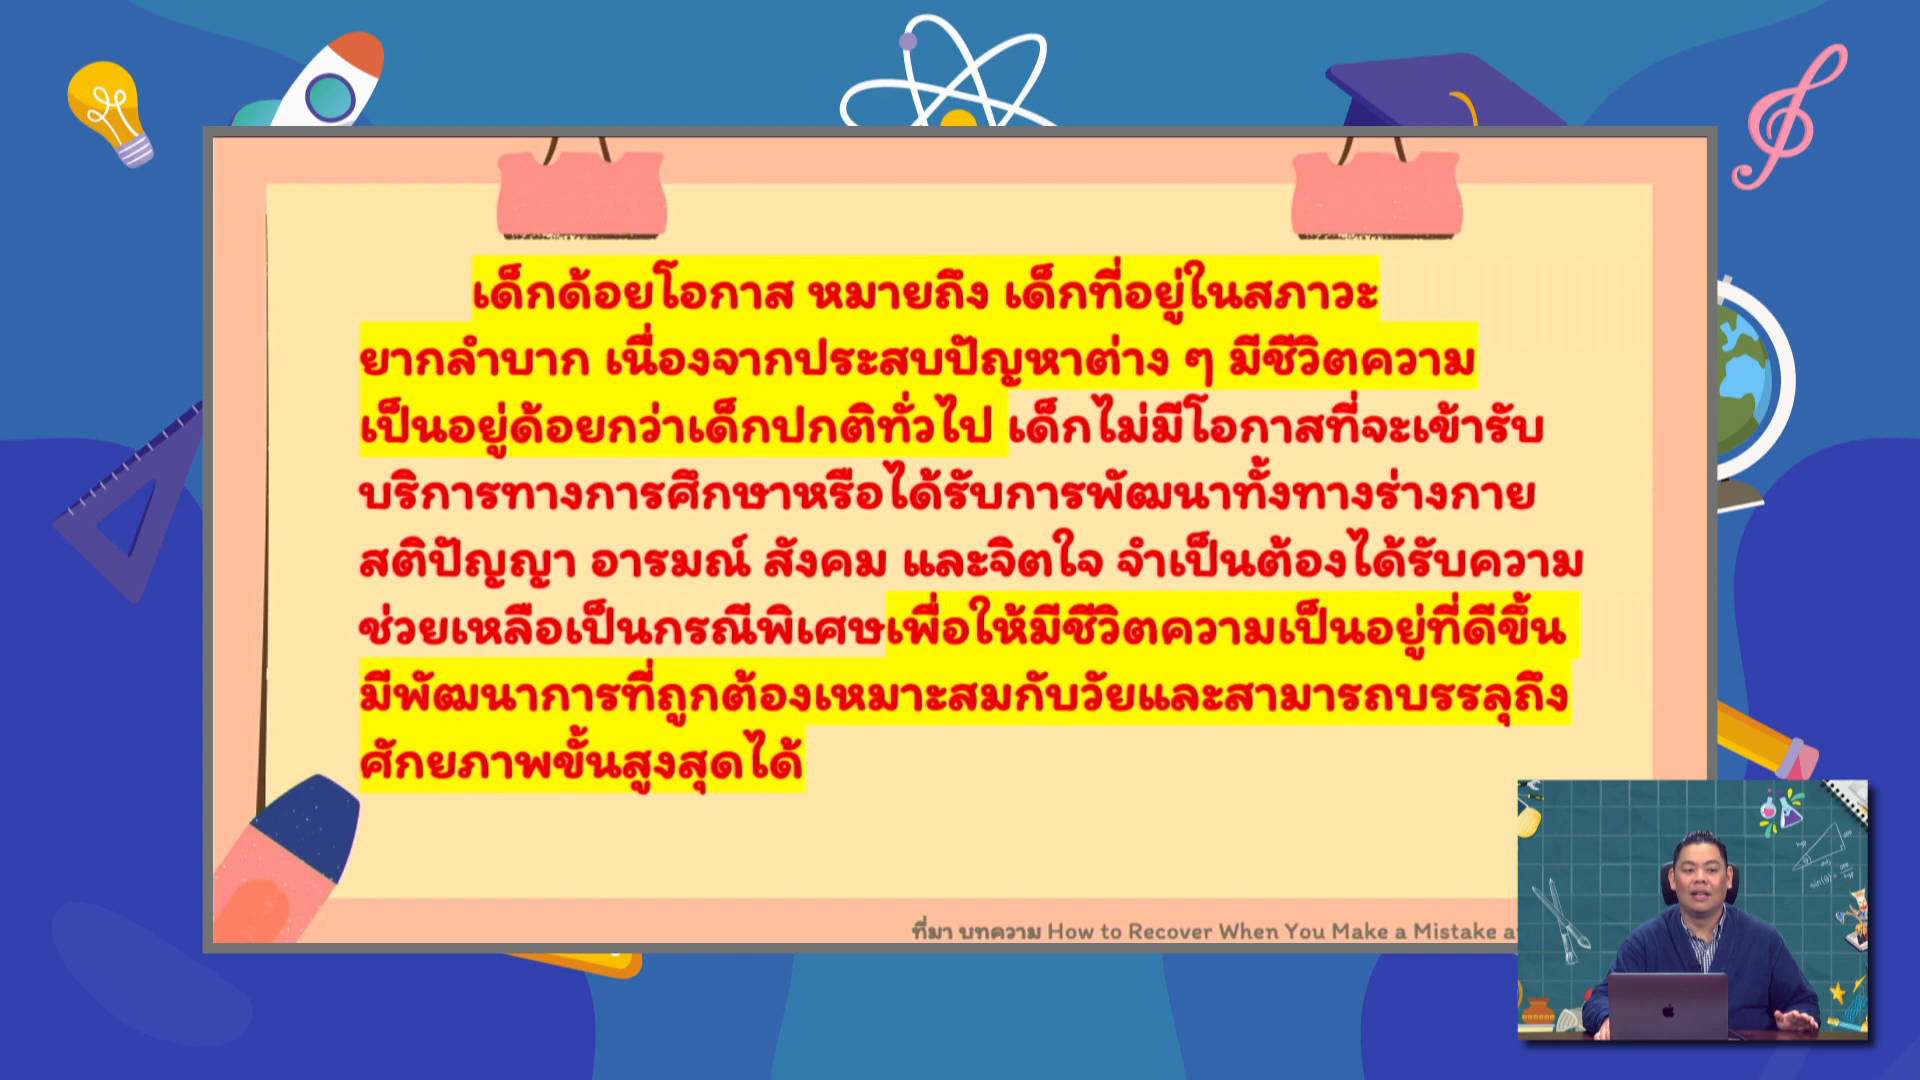 เด็กด้อยโอกาส หมายถึง เด็กที่อยู่ในสภาวะ
ยากลำบาก เนื่องจากประสบปัญหาต่าง ๆ มีชีวิตความ
เป็นอยู่ด้อยกว่าเด็กปกติทั่วไป เด็กไม่มีโอกาสที่จะเข้ารับ
บริการทางการศึกษาหรือได้รับการพัฒนาทั้งทางร่างกาย
สติปัญญา อารมณ์ สังคม และจิตใจ จำเป็นต้องได้รับความ
ช่วยเหลือเป็นกรณีพิเศษเพื่อให้มีชีวิตความเป็นอยู่ที่ดีขึ้น
มีพัฒนาการที่ถูกต้องเหมาะสมกับวัยและสามารถบรรลุถึง
ศักยภาพขั้นสูงสุดได้
ที่มา บทความ How to Recover When You Make a Mistake